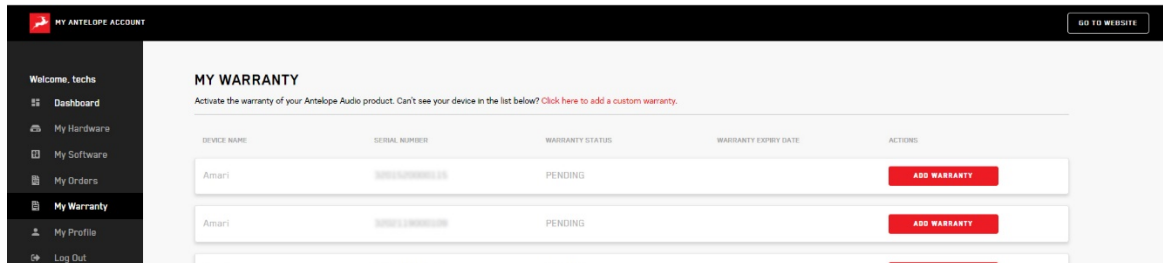 MY ANTELOPE ACCOUNT
GO TO WEBSITE
Welcome, techs
Dashboard
My Hardware
My Software
My Orders
My Warranty
My Profile
Log Out
MY WARRANTY
Activate the warranty of your Antelope Audio product. Can't see your device in the list below? Click here to add a custom warranty.
DEVICE NAME SERIAL NUMBER WARRANTY STATUS WARRANTY EXPIRY DATE ACTIONS
Amari PENDING ADD WARRANTY
Amari PENDING ADD WARRANTY